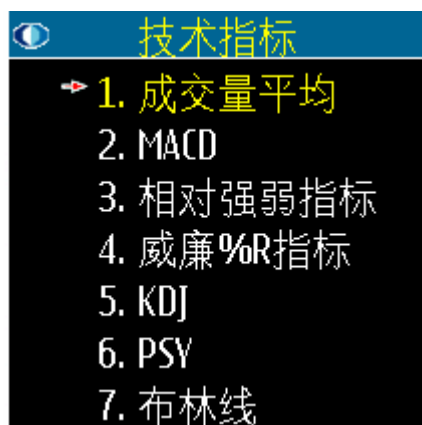 技术指标
1. 成交量平均
2. MACD
3. 相对强弱指标
4. 威廉%R指标
5. KDJ
6. PSY
7. 布林线